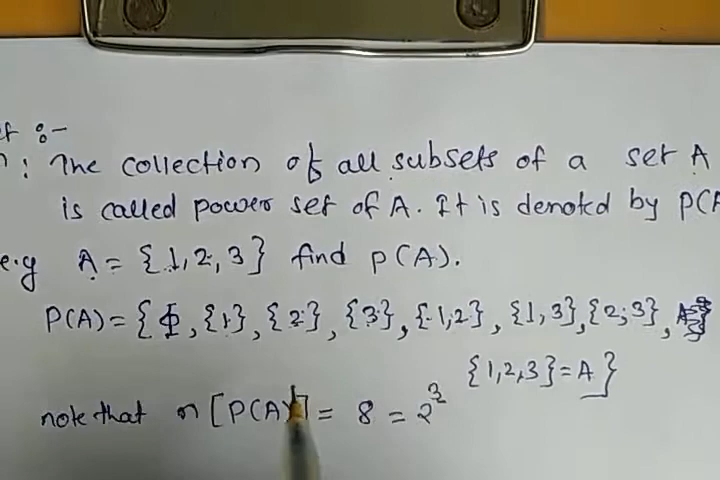 :-
: The collection of all subsets of a set A
is called power set of A. It is denoted by P(A
e.g A = {1,2,3} find p(A).
P(A) = {Φ, {1}, {2}, {3}, {1,2}, {1,3}, {2,3},
{1,2,3} = A}
note that n [P(A)] = 8 = 2³